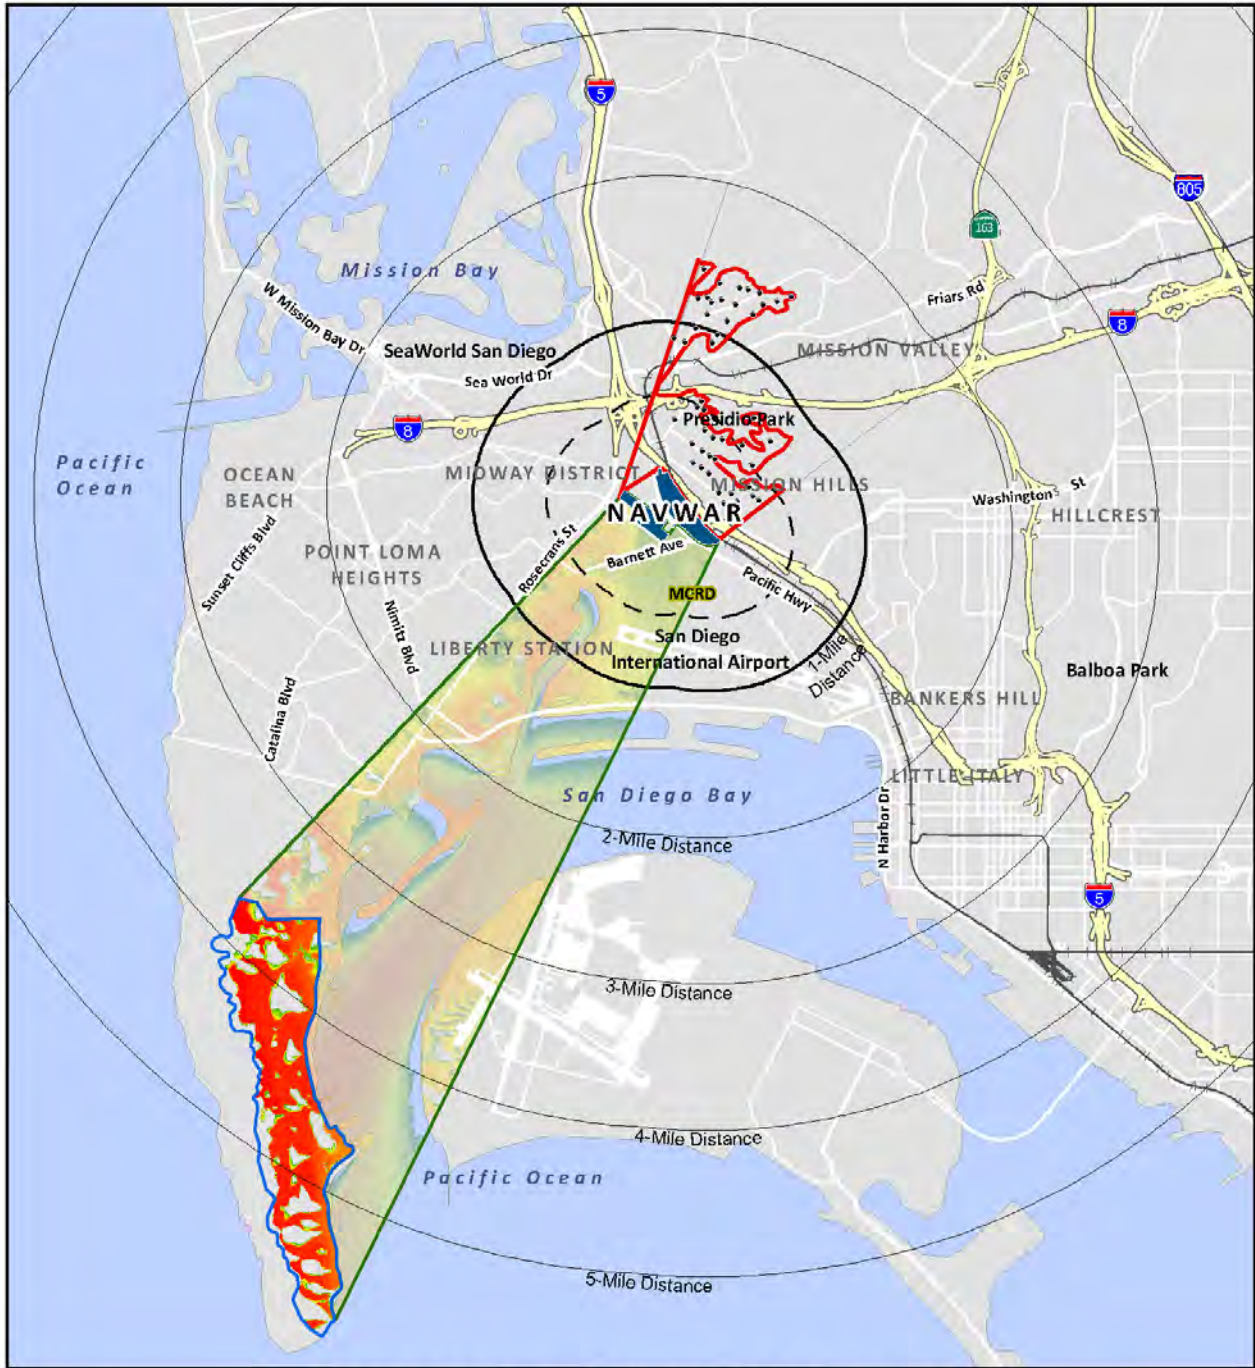 5
805
163
Mission Bay
Friars Rd
W Mission Bay Dr
8
SeaWorld San Diego
MISSION VALLEY
Sea World Dr
Presidio Park
8
Pacific
Ocean
OCEAN
BEACH
MIDWAY DISTRICT
MISSION HILLS
Washington St
HILLCREST
NAVWAR
Sunset Cliffs Blvd
POINT LOMA
HEIGHTS
Rosecrans St
Barnett Ave
Pacific Hwy
MCRD
Nimitz Blvd
LIBERTY STATION
San Diego
International Airport
1-Mile
Distance
Balboa Park
Catalina Blvd
BANKERS HILL
LITTLE ITALY
San Diego Bay
N Harbor Dr
2-Mile Distance
5
3-Mile Distance
4-Mile Distance
Pacific Ocean
5-Mile Distance